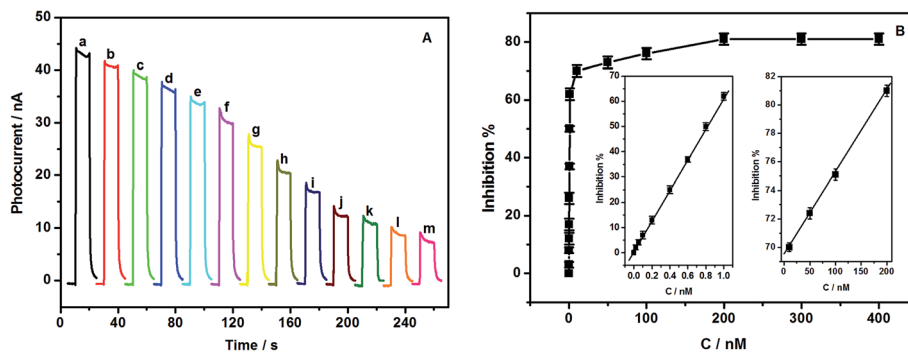 A
Photocurrent / nA
50
40
30
20
10
0
a
b
c
d
e
f
g
h
i
j
k
l
m
0 40 80 120 160 200 240
Time / s
B
Inhibition %
80
60
40
20
0
0 100 200 300 400
C / nM
Inhibition %
70
60
50
40
30
20
10
0
0.0 0.2 0.4 0.6 0.8 1.0
C / nM
Inhibition %
82
80
78
76
74
72
70
0 50 100 150 200
C / nM